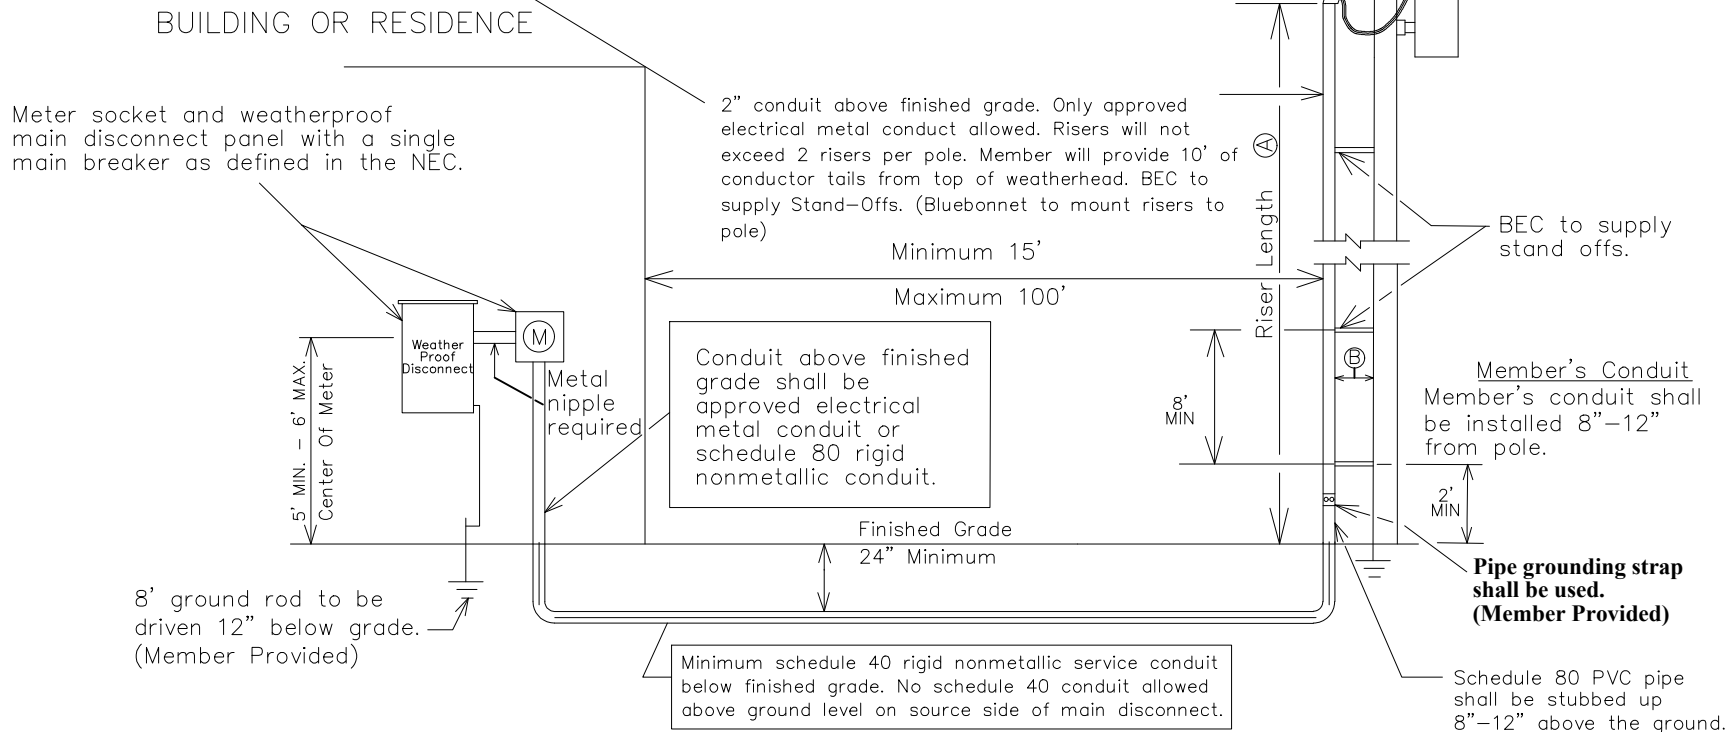 BUILDING OR RESIDENCE
Meter socket and weatherproof
main disconnect panel with a single
main breaker as defined in the NEC.
2" conduit above finished grade. Only approved
electrical metal conduct allowed. Risers will not
exceed 2 risers per pole. Member will provide 10' of
conductor tails from top of weatherhead. BEC to
supply Stand-Offs. (Bluebonnet to mount risers to
pole)
Riser Length A
BEC to supply
stand offs.
Minimum 15'
Maximum 100'
Weather
Proof
Disconnect
M
Metal
nipple
required
5' MIN. - 6' MAX.
Center Of Meter
Conduit above finished
grade shall be
approved electrical
metal conduit or
schedule 80 rigid
nonmetallic conduit.
8'
MIN
B
Member's Conduit
Member's conduit shall
be installed 8"-12"
from pole.
2'
MIN
Finished Grade
24" Minimum
Pipe grounding strap
shall be used.
(Member Provided)
8' ground rod to be
driven 12" below grade.
(Member Provided)
Minimum schedule 40 rigid nonmetallic service conduit
below finished grade. No schedule 40 conduit allowed
above ground level on source side of main disconnect.
Schedule 80 PVC pipe
shall be stubbed up
8"-12" above the ground.